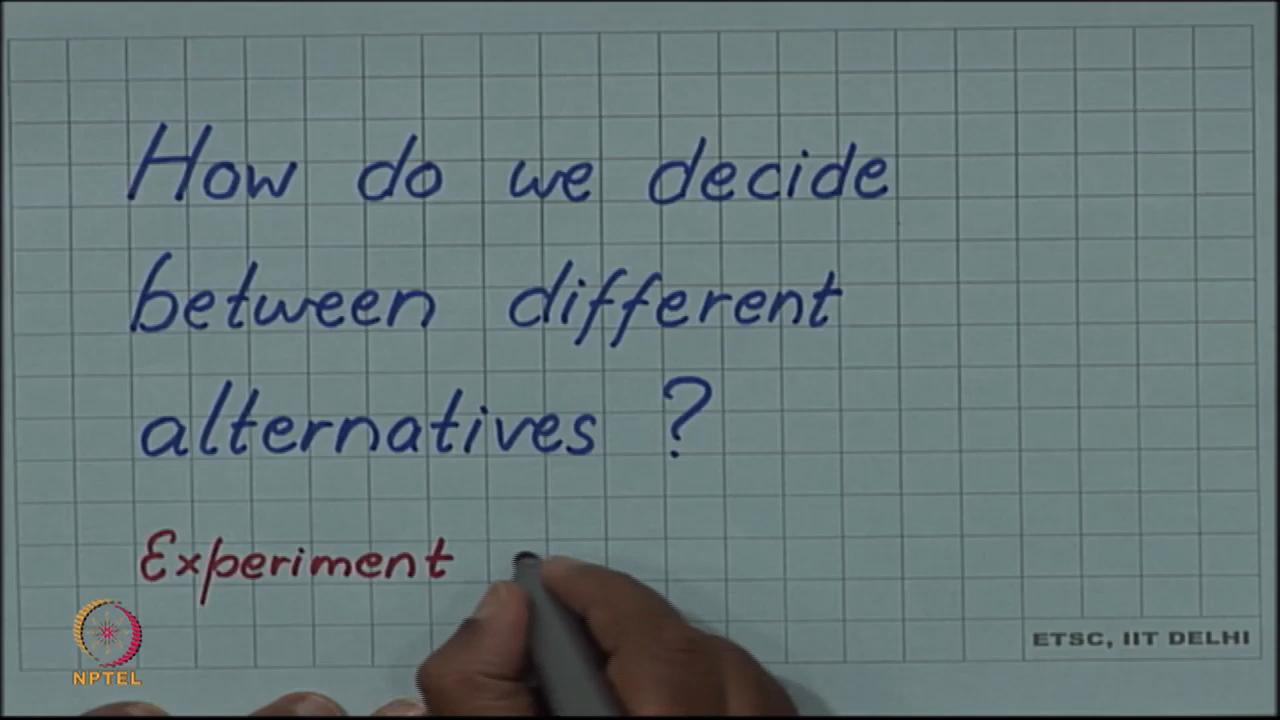 How do we decide
between different
alternatives ?
Experiment
NPTEL
ETSC, IIT DELHI